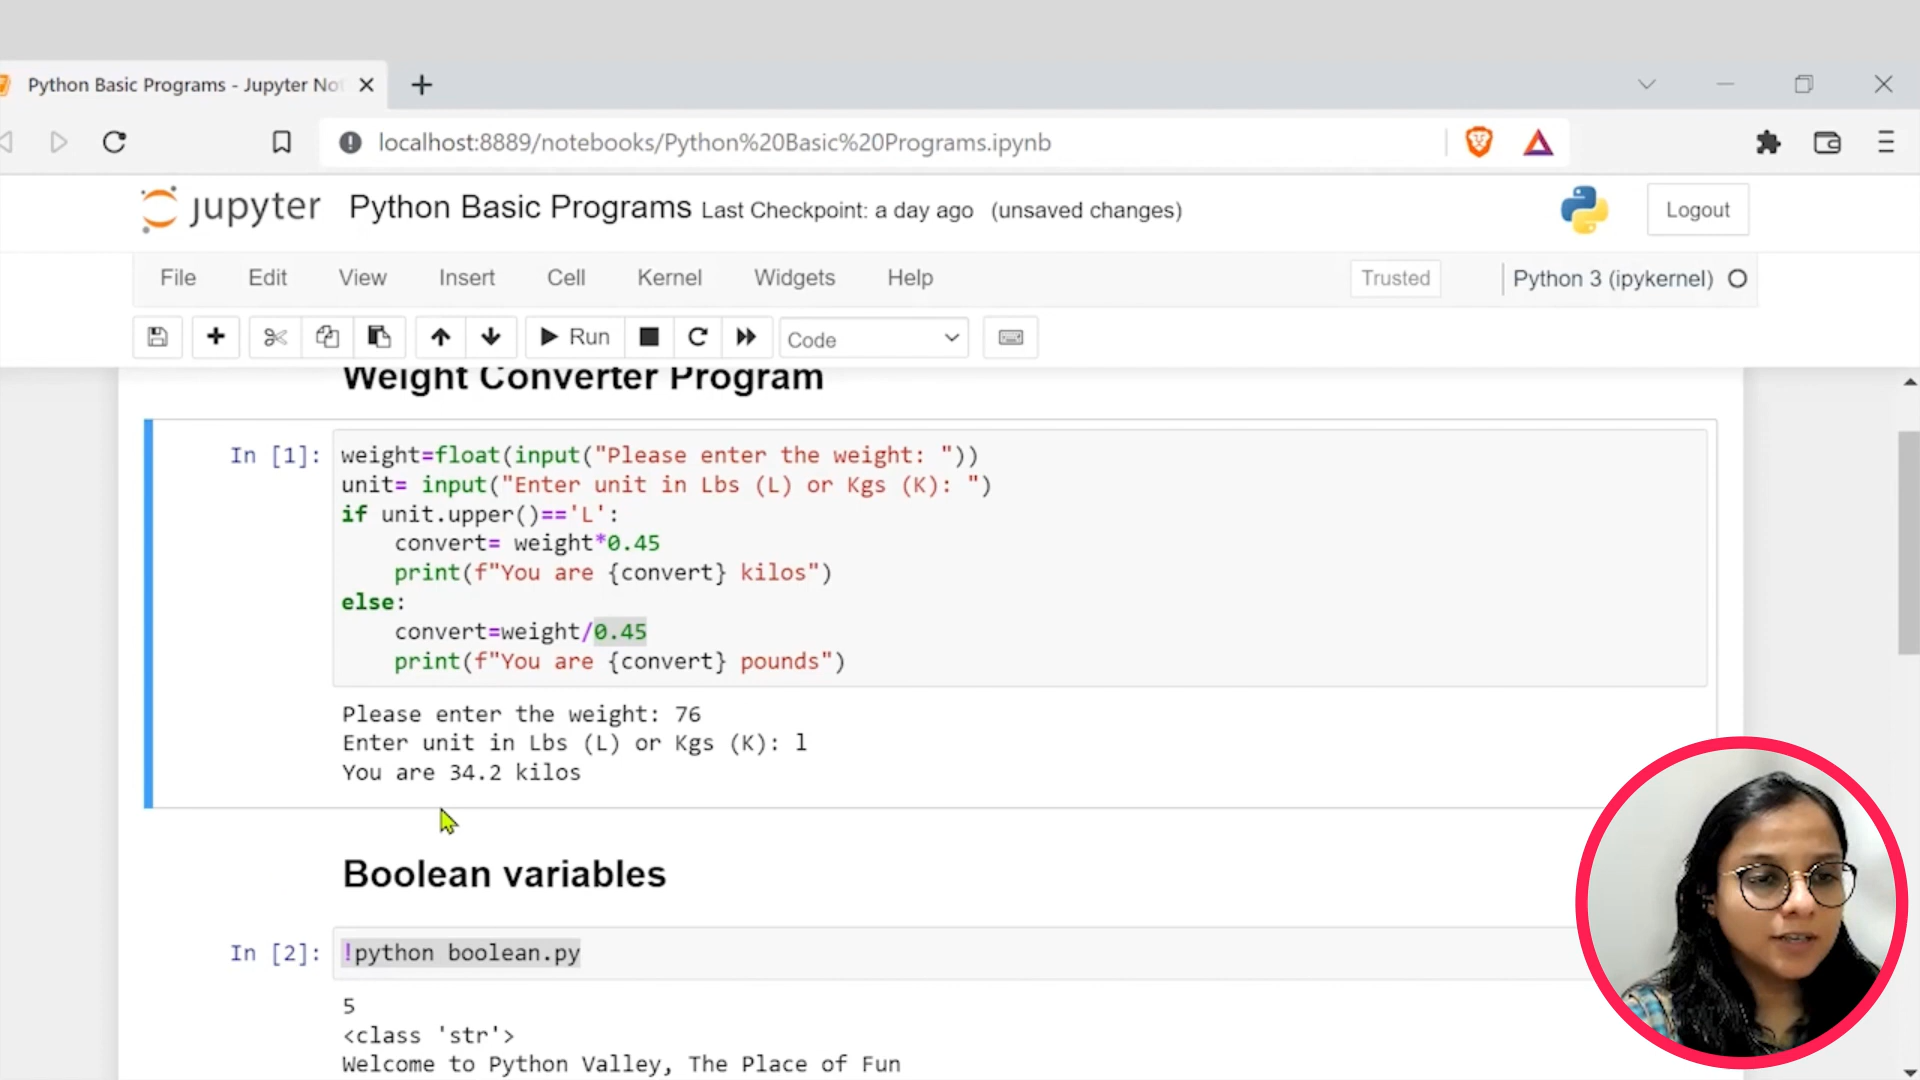 Python Basic Programs - Jupyter Not
localhost:8889/notebooks/Python%20Basic%20Programs.ipynb
jupyter Python Basic Programs Last Checkpoint: a day ago (unsaved changes)
Logout
File Edit View Insert Cell Kernel Widgets Help
Trusted
Python 3 (ipykernel)
Run
Code
Weight Converter Program
In [1]:
weight=float(input("Please enter the weight: "))
unit= input("Enter unit in Lbs (L) or Kgs (K): ")
if unit.upper()=='L':
    convert= weight*0.45
    print(f"You are {convert} kilos")
else:
    convert=weight/0.45
    print(f"You are {convert} pounds")
Please enter the weight: 76
Enter unit in Lbs (L) or Kgs (K): l
You are 34.2 kilos
Boolean variables
In [2]:
!python boolean.py
5
<class 'str'>
Welcome to Python Valley, The Place of Fun